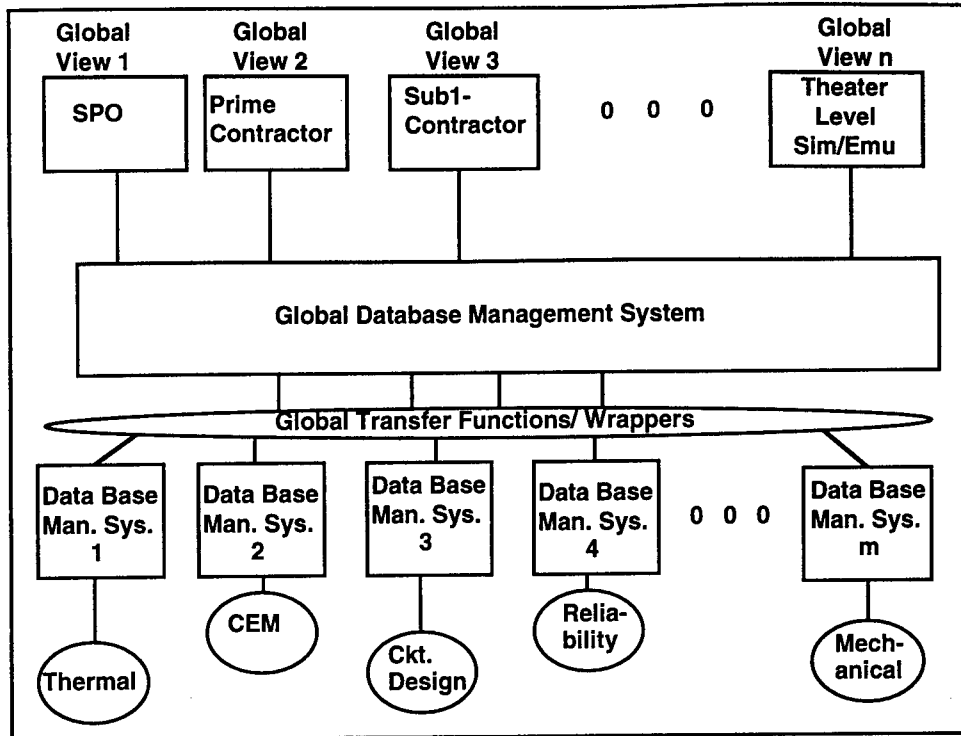 Global
View 1
Global
View 2
Global
View 3
Global
View n
SPO
Prime
Contractor
Sub1-
Contractor
0 0 0
Theater
Level
Sim/Emu
Global Database Management System
Global Transfer Functions/ Wrappers
Data Base
Man. Sys.
1
Data Base
Man. Sys.
2
Data Base
Man. Sys.
3
Data Base
Man. Sys.
4
0 0 0
Data Base
Man. Sys.
m
Thermal
CEM
Ckt.
Design
Relia-
bility
Mech-
anical